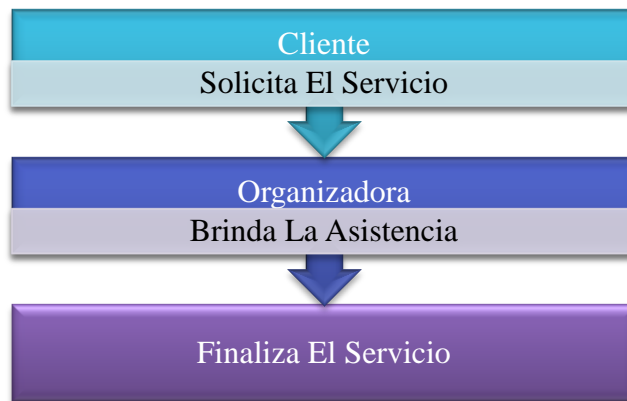 Cliente
Solicita El Servicio
Organizadora
Brinda La Asistencia
Finaliza El Servicio